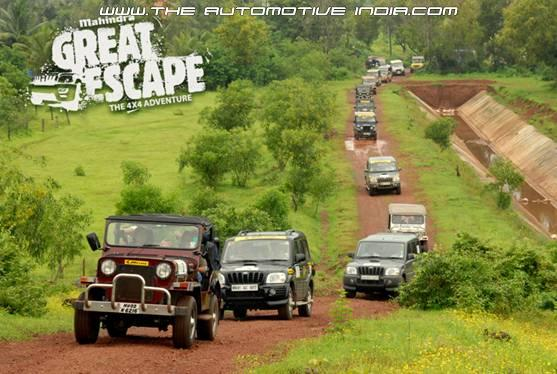 www.The Automotive India.com
Mahindra
GREAT
ESCAPE
THE 4X4 ADVENTURE